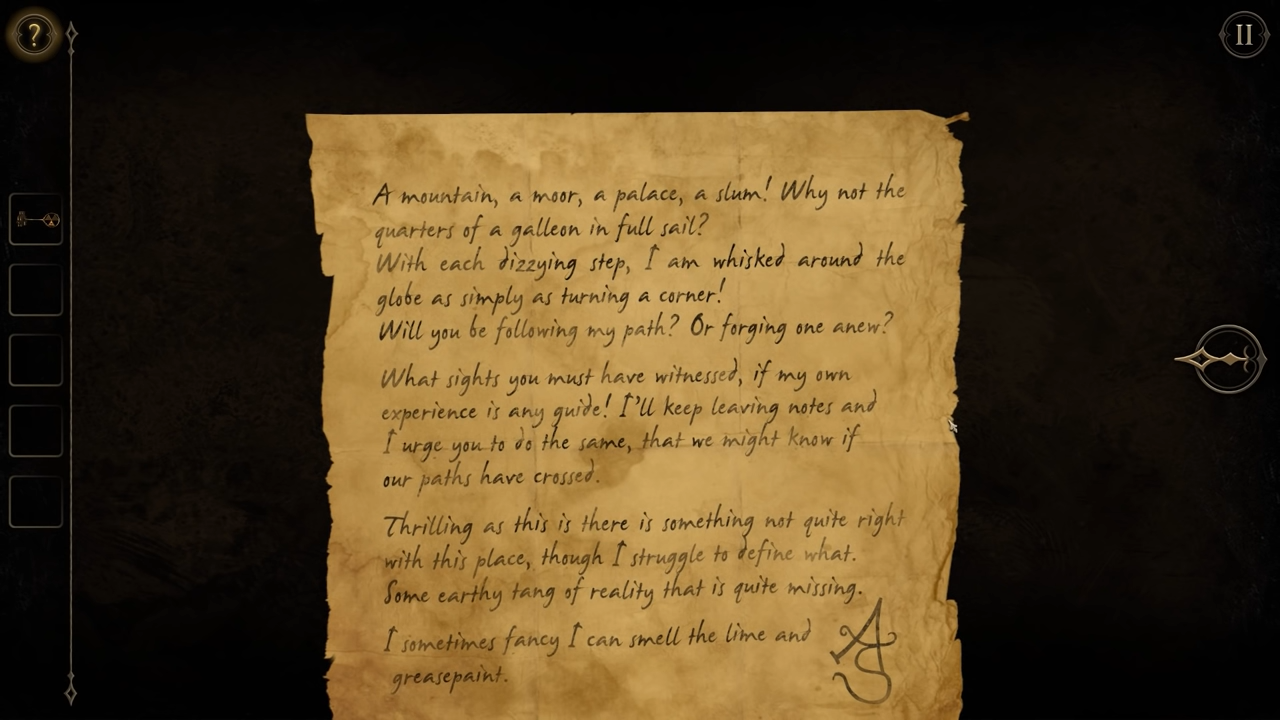 ?
A mountain, a moor, a palace, a slum! Why not the
quarters of a galleon in full sail?
With each dizzying step, I am whisked around the
globe as simply as turning a corner!
Will you be following my path? Or forging one anew?
What sights you must have witnessed, if my own
experience is any guide! I'll keep leaving notes and
I urge you to do the same, that we might know if
our paths have crossed.
Thrilling as this is there is something not quite right
with this place, though I struggle to define what.
Some earthy tang of reality that is quite missing.
I sometimes fancy I can smell the lime and
greasepaint.
AS